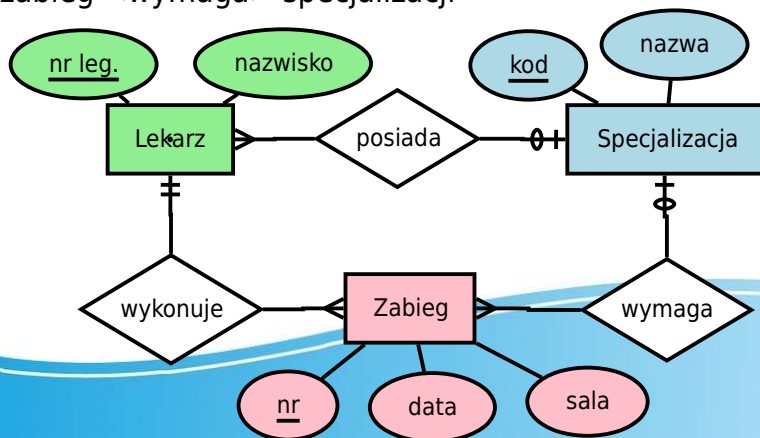 zabieg <wymaga> specjalizacji
nr leg.
nazwisko
kod
nazwa
Lekarz
posiada
Specjalizacja
wykonuje
Zabieg
wymaga
nr
data
sala